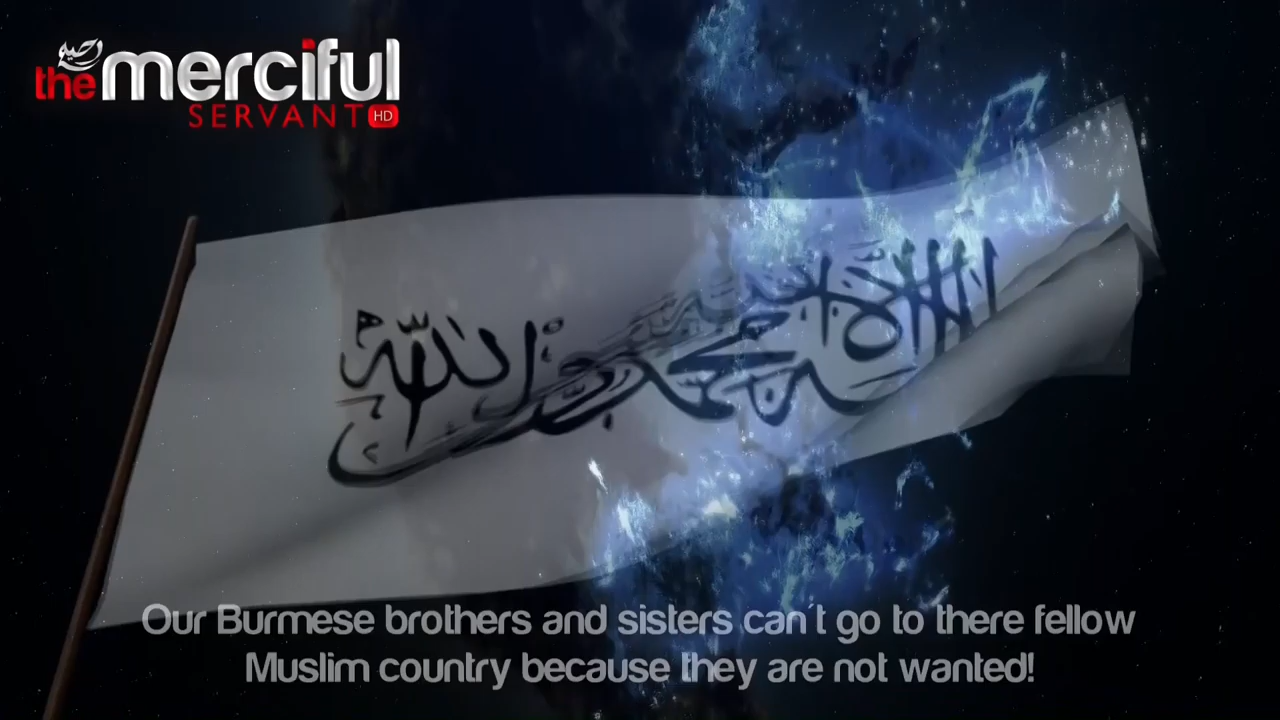 the merciful
SERVANT HD
لا إله إلا الله محمد رسول الله
Our Burmese brothers and sisters can´t go to there fellow
Muslim country because they are not wanted!